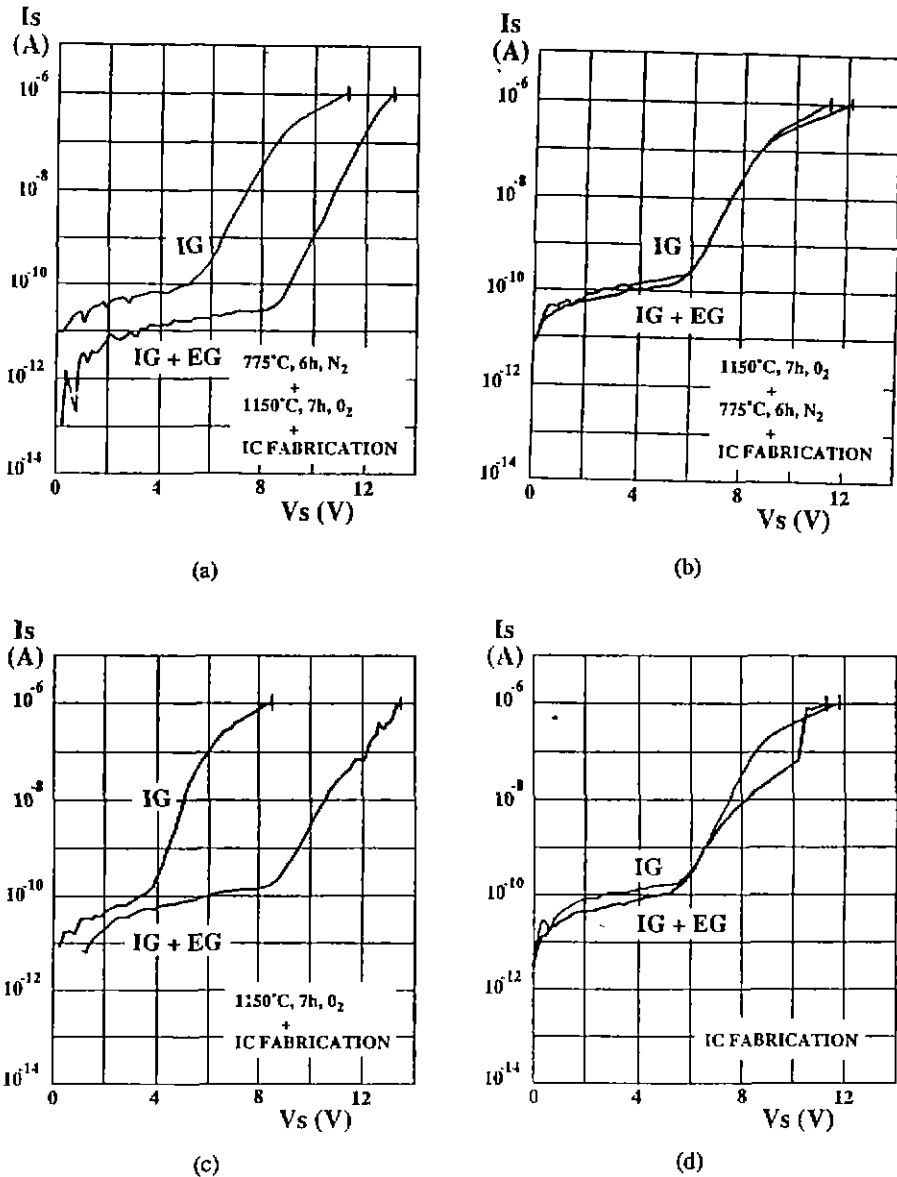 Is
(A)
10-6
10-8
10-10
10-12
10-14
IG
IG + EG
775°C, 6h, N2
+
1150°C, 7h, 02
+
IC FABRICATION
0
4
8
12
Vs (V)
(a)
Is
(A)
10-6
10-8
10-10
10-12
10-14
IG
IG + EG
1150°C, 7h, 02
+
775°C, 6h, N2
+
IC FABRICATION
0
4
8
12
Vs (V)
(b)
Is
(A)
10-6
10-8
10-10
10-12
10-14
IG
IG + EG
1150°C, 7h, 02
+
IC FABRICATION
0
4
8
12
Vs (V)
(c)
Is
(A)
10-6
10-8
10-10
10-12
10-14
IG
IG + EG
IC FABRICATION
0
4
8
12
Vs (V)
(d)